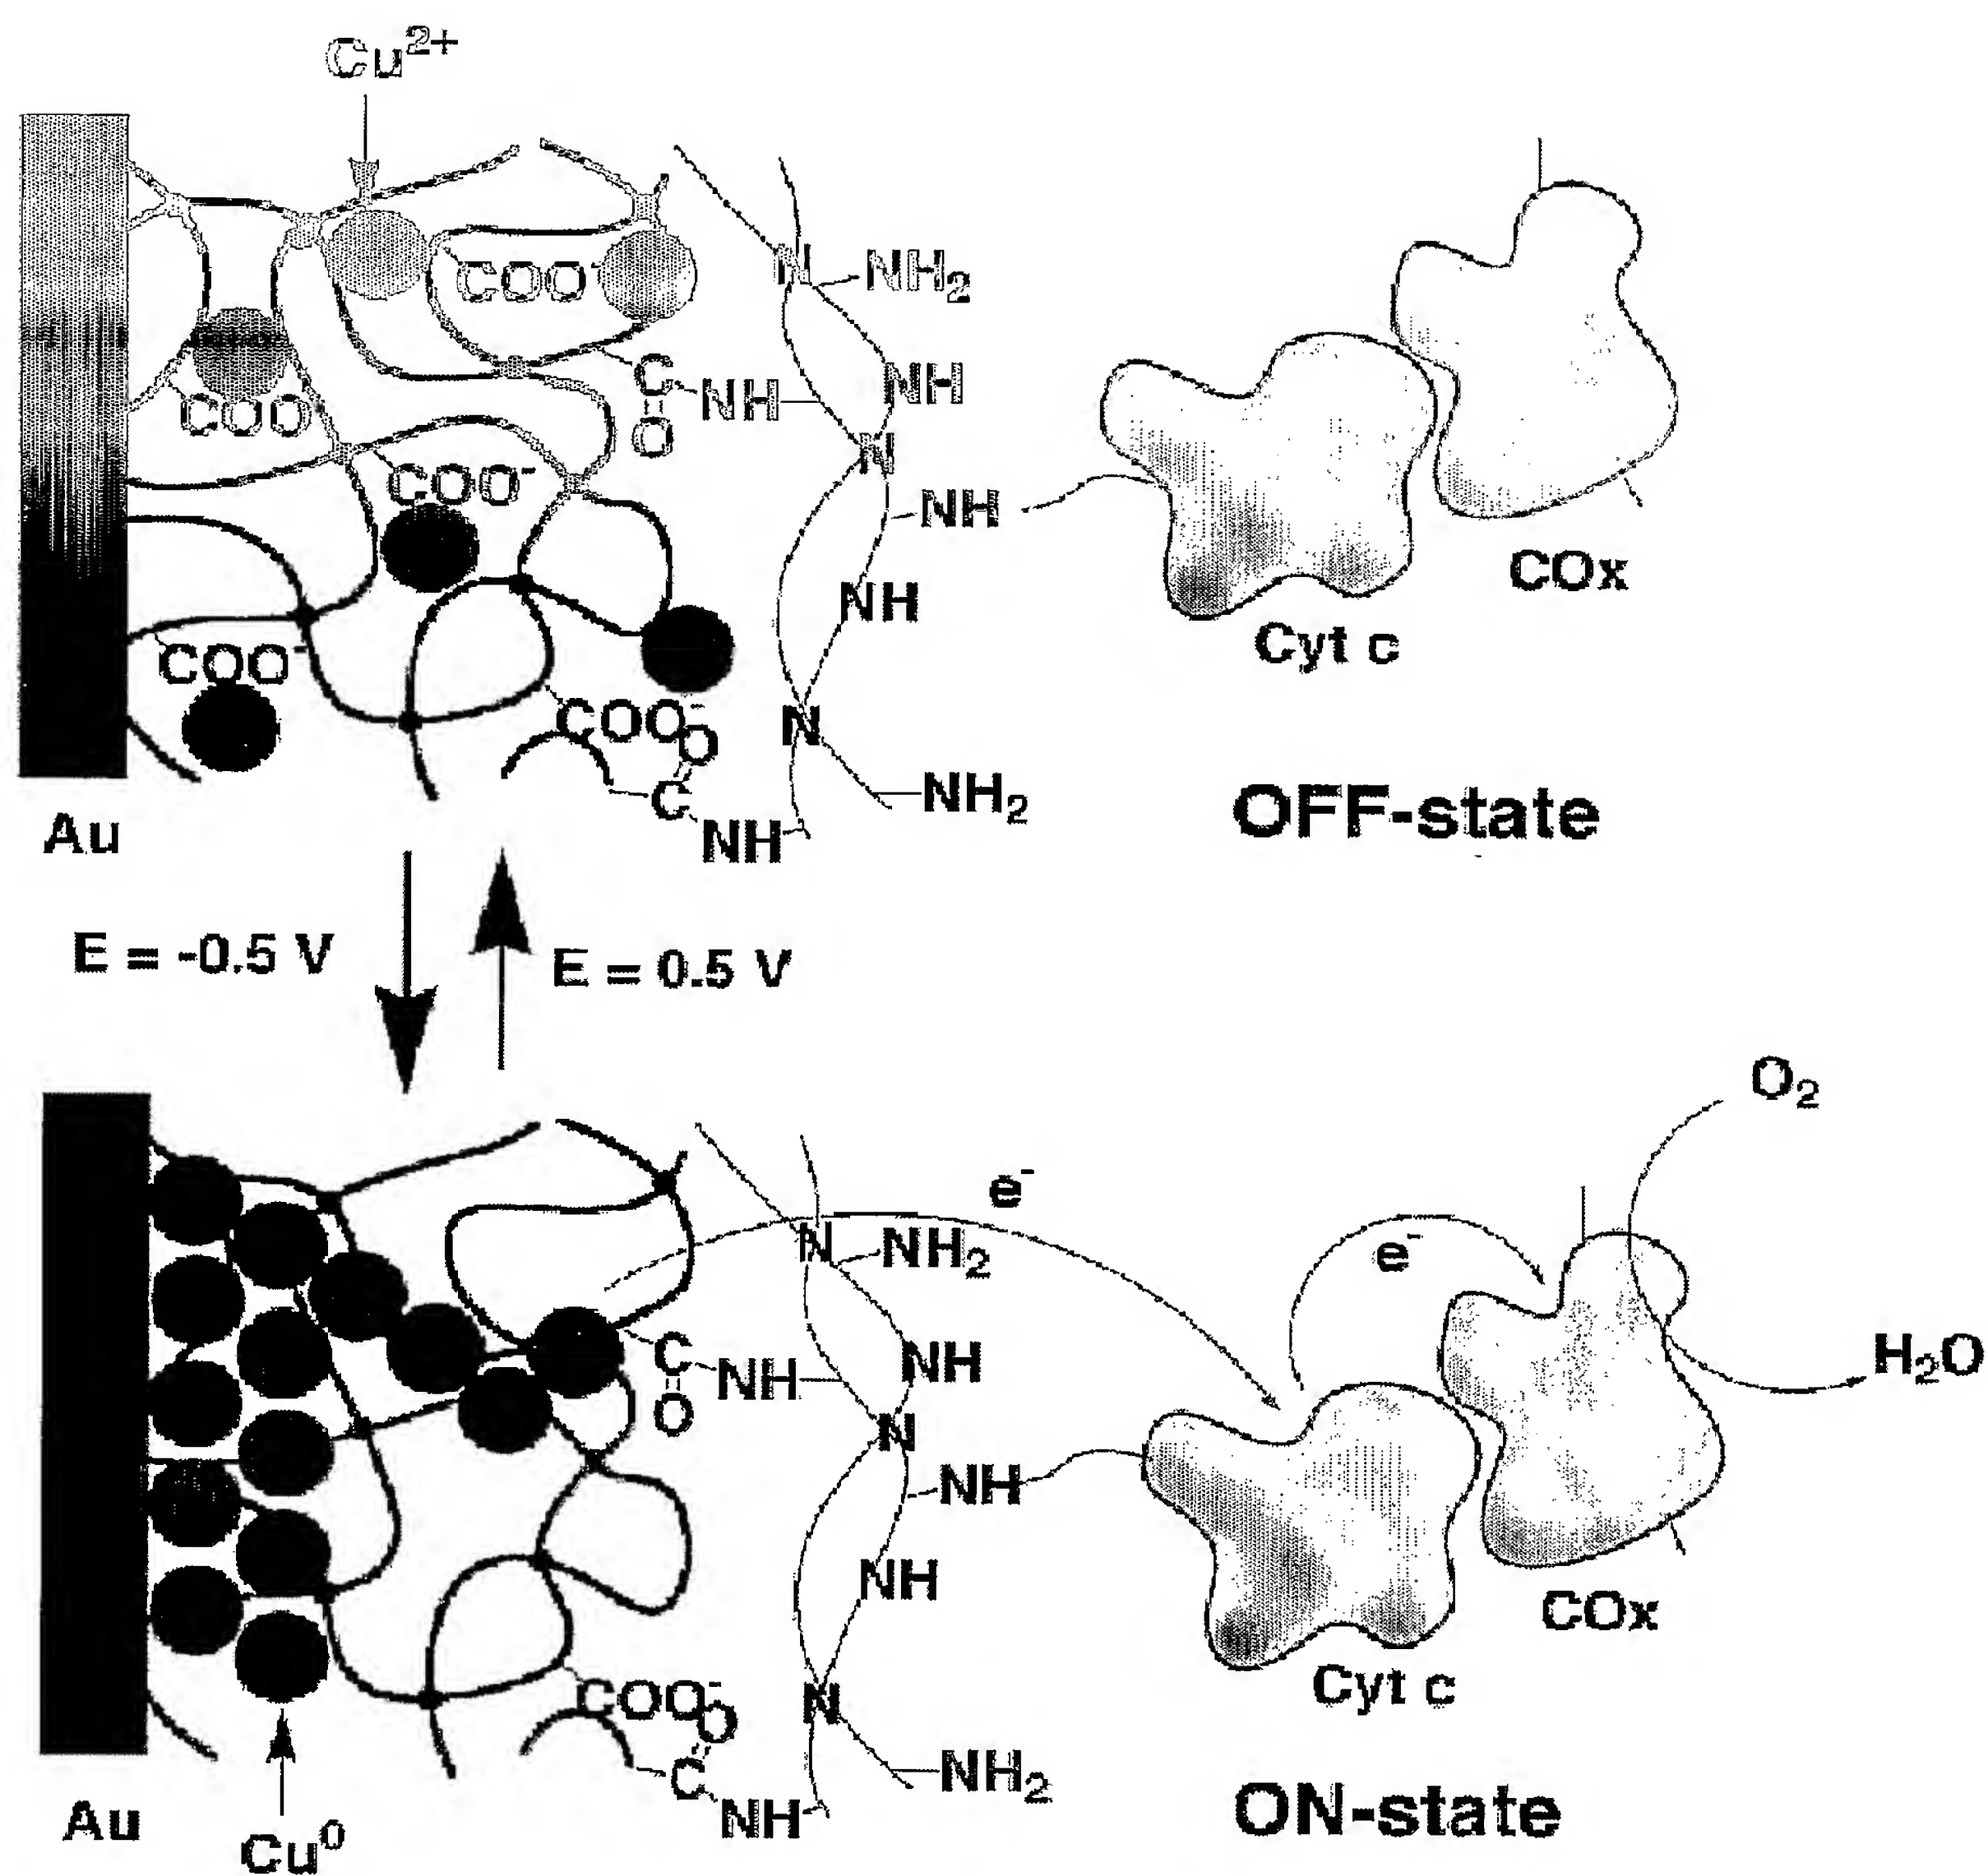 Cu²⁺
COO⁻
N
NH₂
COO
C
O
NH
NH
COO⁻
N
NH
COx
NH
Cyt c
COO⁻
COO⁻
O
N
C
NH
NH₂
OFF-state
Au
E = -0.5 V
E = 0.5 V
O₂
e⁻
N
NH₂
e⁻
C
O
NH
NH
H₂O
N
NH
NH
COx
Cyt c
COO⁻
O
N
C
NH
NH₂
ON-state
Au
Cu⁰